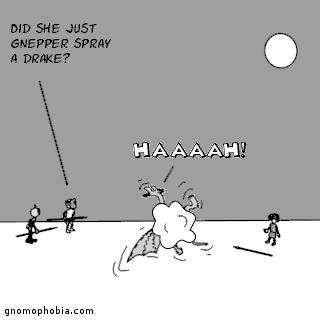 DID SHE JUST
GNEPPER SPRAY
A DRAKE?
HAAAAH!
gnomophobia.com